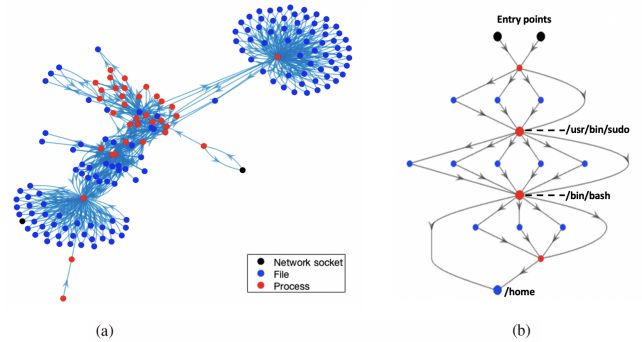 Entry points
/usr/bin/sudo
/bin/bash
/home
Network socket
File
Process
(a)
(b)